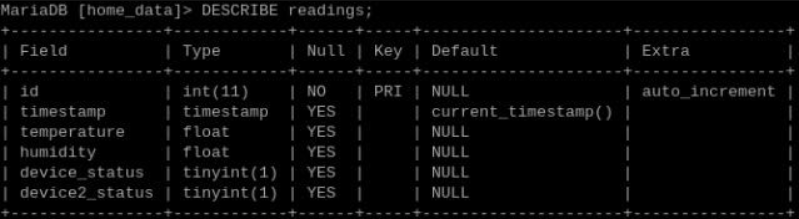 MariaDB [home_data]> DESCRIBE readings;
+----------------+------------+------+-----+---------------------+----------------+
| Field          | Type       | Null | Key | Default             | Extra          |
+----------------+------------+------+-----+---------------------+----------------+
| id             | int(11)    | NO   | PRI | NULL                | auto_increment |
| timestamp      | timestamp  | YES  |     | current_timestamp() |                |
| temperature    | float      | YES  |     | NULL                |                |
| humidity       | float      | YES  |     | NULL                |                |
| device_status  | tinyint(1) | YES  |     | NULL                |                |
| device2_status | tinyint(1) | YES  |     | NULL                |                |
+----------------+------------+------+-----+---------------------+----------------+